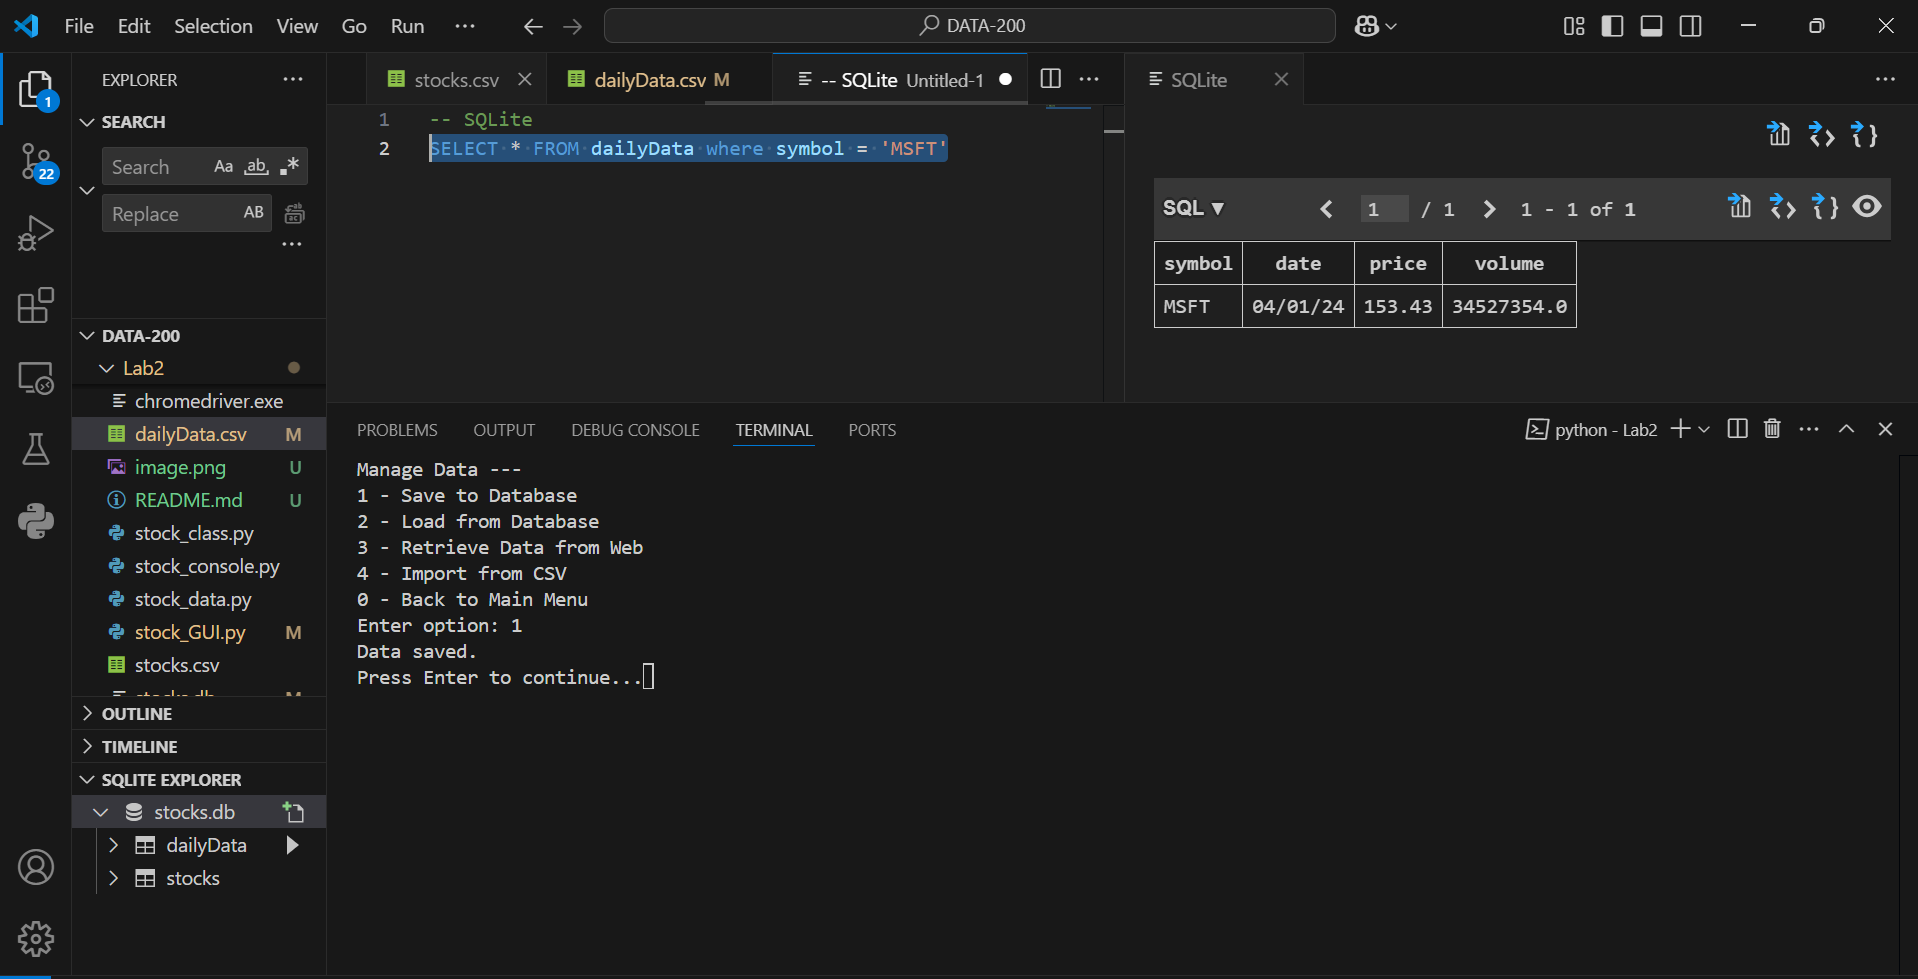 File Edit Selection View Go Run ··· DATA-200
EXPLORER ···
1
22
SEARCH
Search Aa ab .*
Replace AB
···
DATA-200
Lab2
chromedriver.exe
dailyData.csv M
image.png U
README.md U
stock_class.py
stock_console.py
stock_data.py
stock_GUI.py M
stocks.csv
stocks.db M
OUTLINE
TIMELINE
SQLITE EXPLORER
stocks.db
dailyData
stocks
stocks.csv dailyData.csv M -- SQLite Untitled-1 ···
1 -- SQLite
2 SELECT * FROM dailyData where symbol = 'MSFT'
SQLite ···
SQL ▼ 1 / 1 1 - 1 of 1
symbol date price volume
MSFT 04/01/24 153.43 34527354.0
PROBLEMS OUTPUT DEBUG CONSOLE TERMINAL PORTS python - Lab2 ···
Manage Data ---
1 - Save to Database
2 - Load from Database
3 - Retrieve Data from Web
4 - Import from CSV
0 - Back to Main Menu
Enter option: 1
Data saved.
Press Enter to continue...